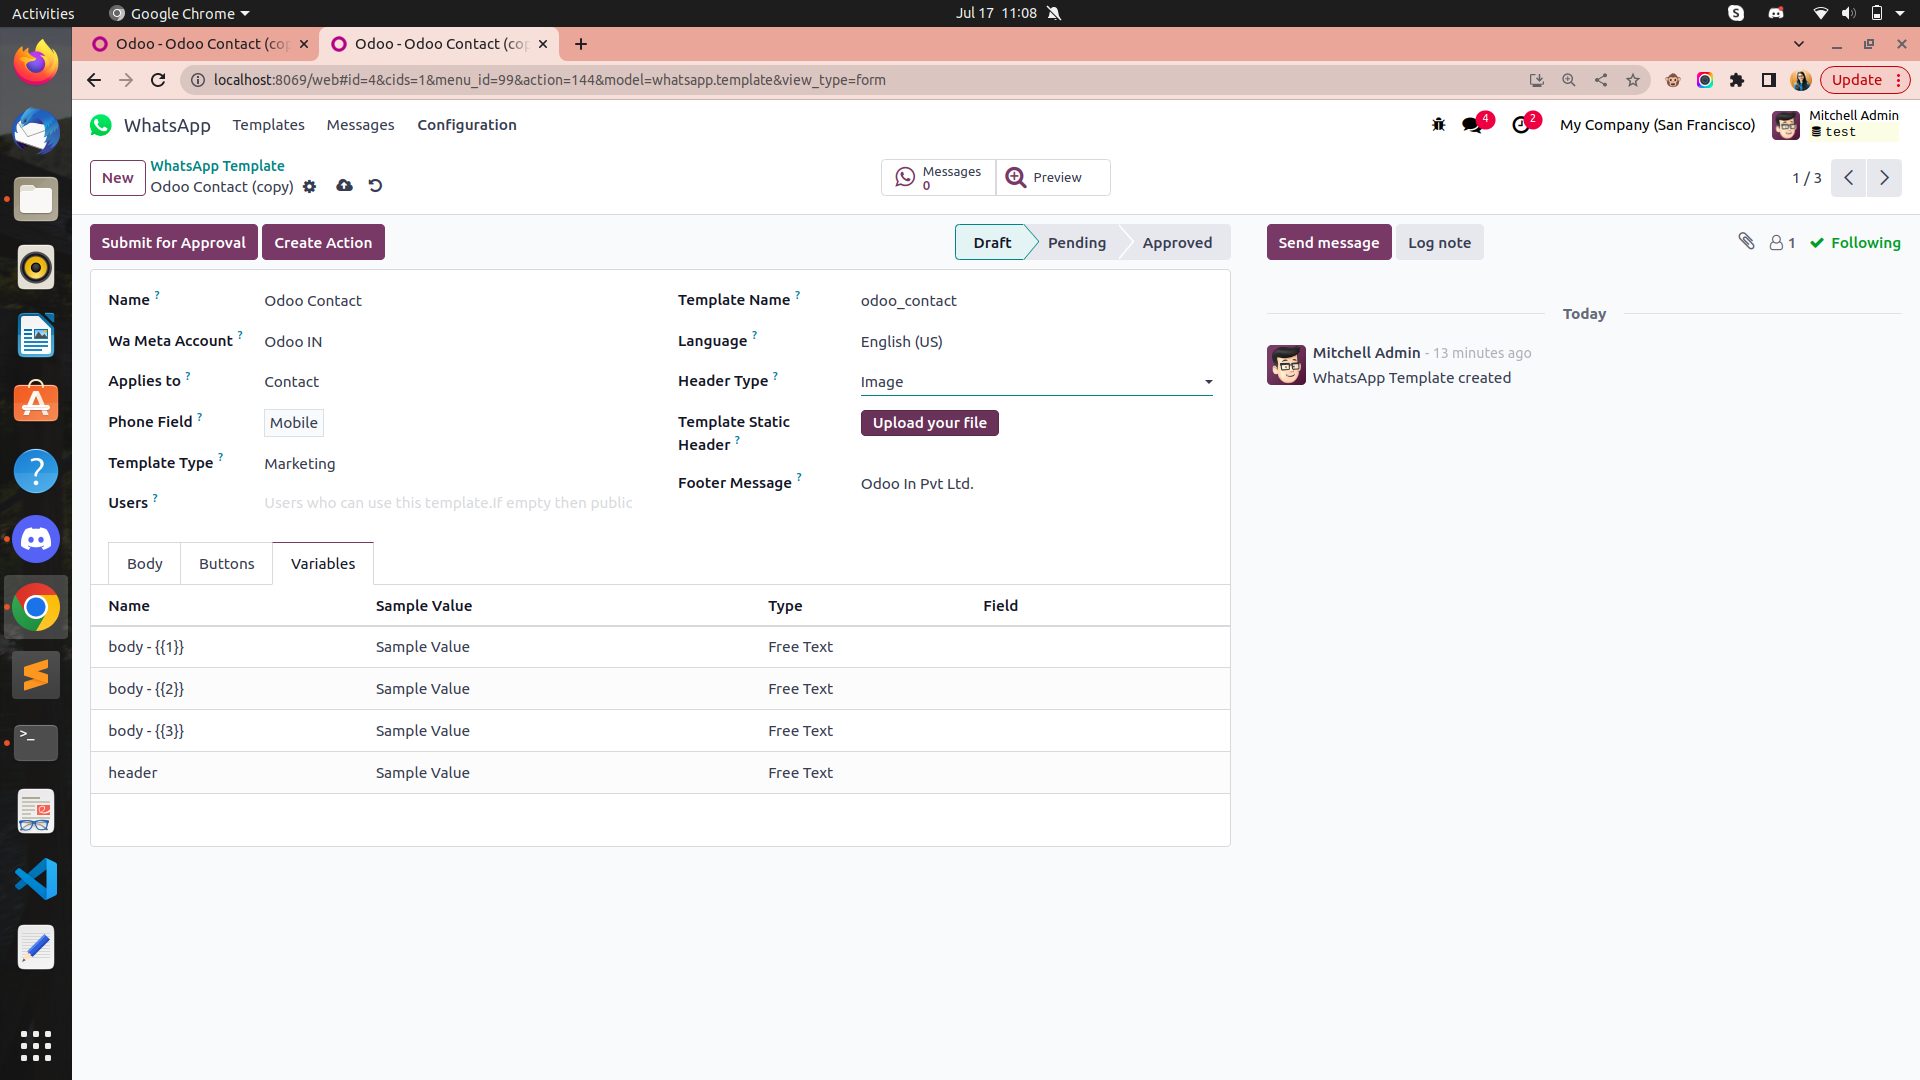 Activities
Google Chrome
Jul 17 11:08
Odoo - Odoo Contact (cop
Odoo - Odoo Contact (cop
localhost:8069/web#id=4&cids=1&menu_id=99&action=144&model=whatsapp.template&view_type=form
Update
WhatsApp
Templates
Messages
Configuration
4
2
My Company (San Francisco)
Mitchell Admin
test
New
WhatsApp Template
Odoo Contact (copy)
Messages
0
Preview
1 / 3
Submit for Approval
Create Action
Draft
Pending
Approved
Send message
Log note
1
Following
Name ?
Odoo Contact
Template Name ?
odoo_contact
Wa Meta Account ?
Odoo IN
Language ?
English (US)
Applies to ?
Contact
Header Type ?
Image
Phone Field ?
Mobile
Template Static
Header ?
Upload your file
Template Type ?
Marketing
Footer Message ?
Odoo In Pvt Ltd.
Users ?
Users who can use this template.If empty then public
Today
Mitchell Admin - 13 minutes ago
WhatsApp Template created
Body
Buttons
Variables
Name
Sample Value
Type
Field
body - {{1}}
Sample Value
Free Text
body - {{2}}
Sample Value
Free Text
body - {{3}}
Sample Value
Free Text
header
Sample Value
Free Text